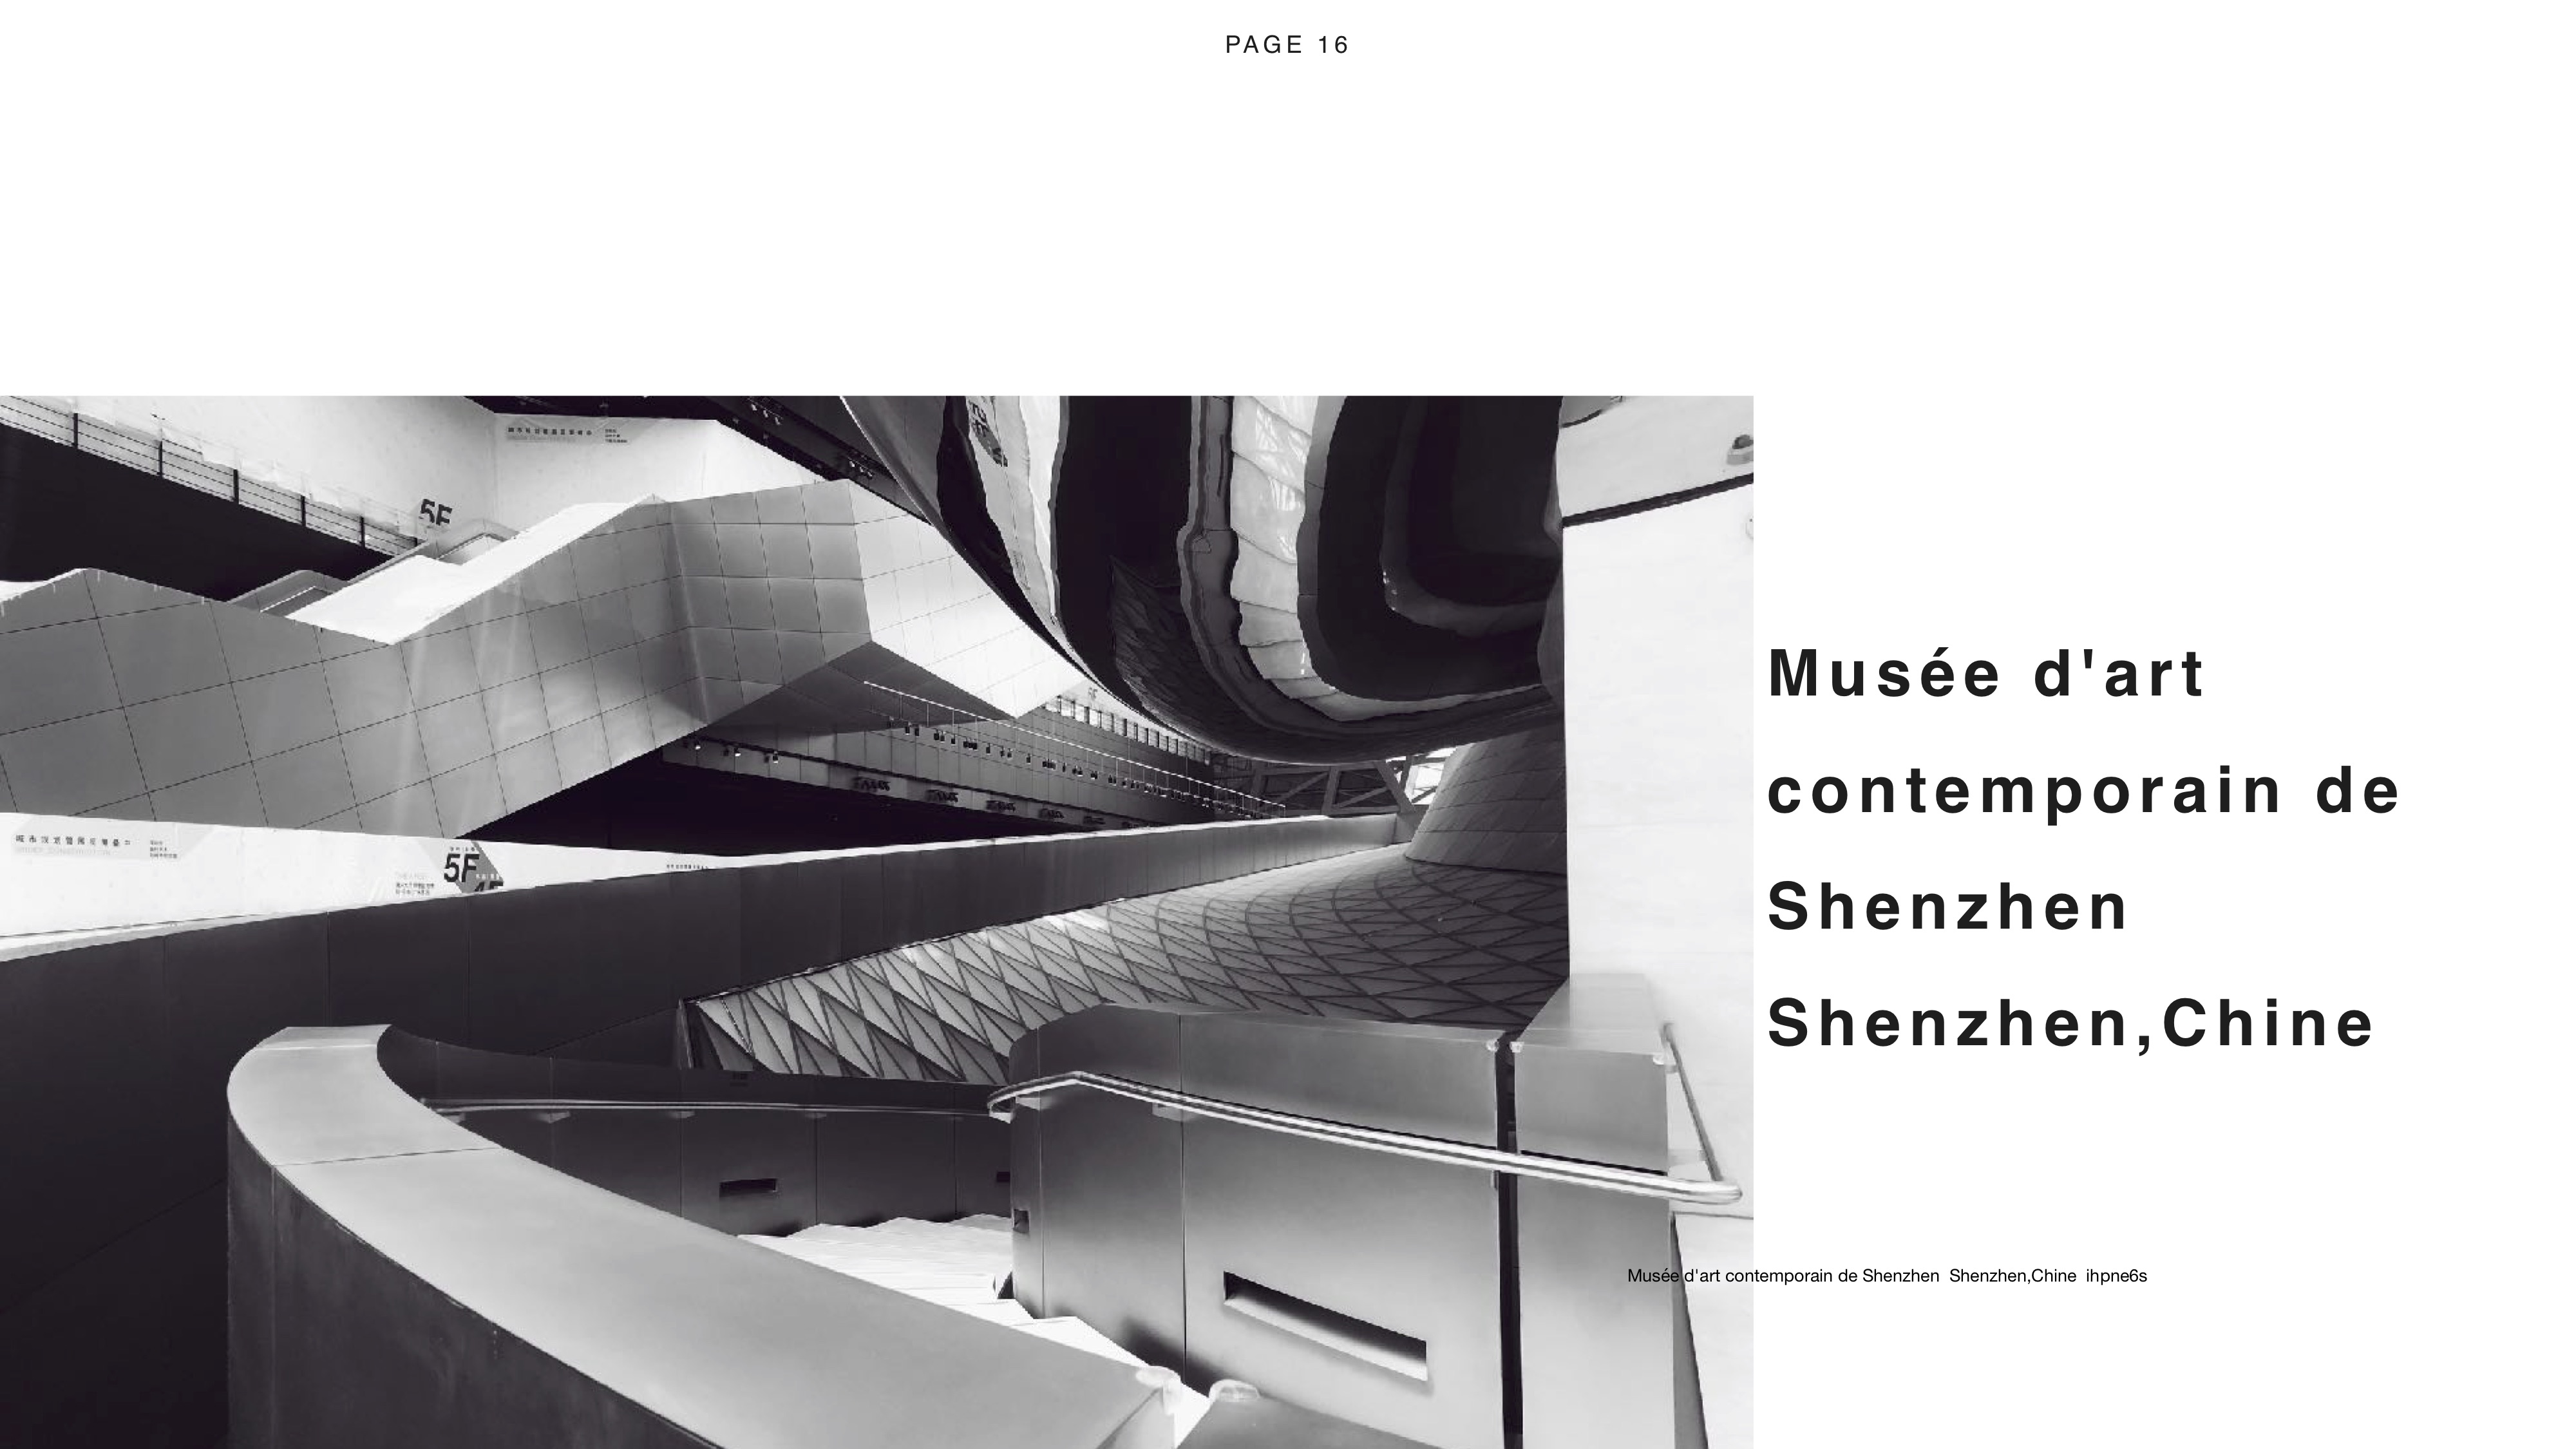 PAGE 16
5F
5F
Musée d'art
contemporain de
Shenzhen
Shenzhen,Chine
Musée d'art contemporain de Shenzhen  Shenzhen,Chine  ihpne6s